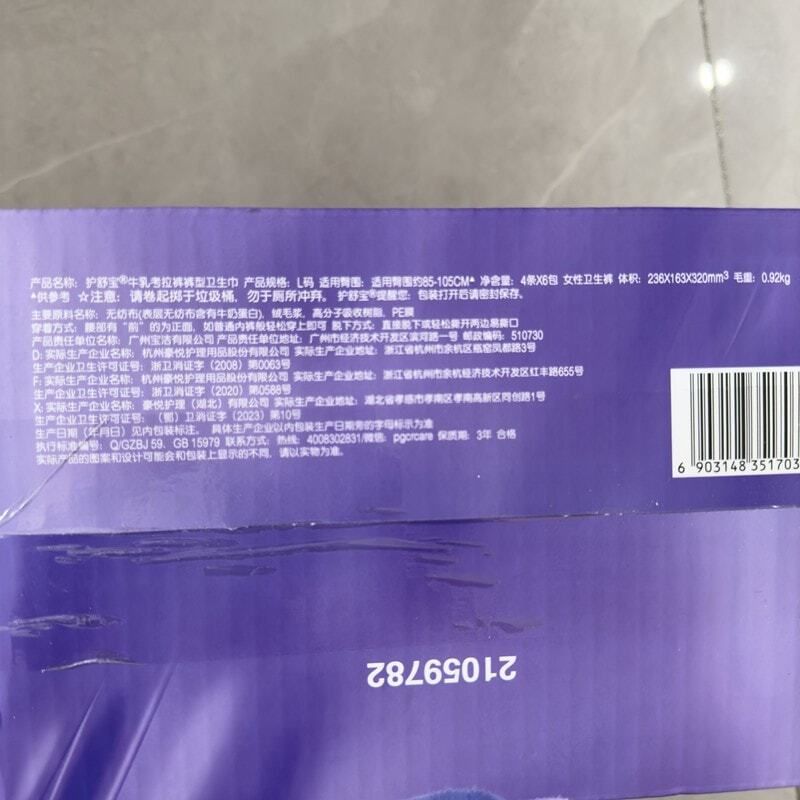 产品名称: 护舒宝®牛乳考拉裤裤型卫生巾 产品规格: L码 适用臀围: 适用臀围约85-105CM* 净含量: 4条X6包 女性卫生裤 体积: 236X163X320mm³ 毛重: 0.92kg
*供参考 ☆注意: 请卷起掷于垃圾桶, 勿于厕所冲弃。 护舒宝®提醒您: 包装打开后请密封保存。
主要原料名称: 无纺布(表层无纺布含有牛奶蛋白), 绒毛浆, 高分子吸收树脂, PE膜
穿着方式: 腰部有“前”的为正面, 如普通内裤般轻松穿上即可 脱下方式: 直接脱下或轻松撕开两边易撕口
产品责任单位名称: 广州宝洁有限公司 产品责任单位地址: 广州市经济技术开发区滨河路一号 邮政编码: 510730
D: 实际生产企业名称: 杭州豪悦护理用品股份有限公司 实际生产企业地址: 浙江省杭州市余杭区瓶窑凤都路3号
生产企业卫生许可证号: 浙卫消证字 (2008) 第0063号
F: 实际生产企业名称: 杭州豪悦护理用品股份有限公司 实际生产企业地址: 浙江省杭州市余杭经济技术开发区红丰路655号
生产企业卫生许可证号: 浙卫消证字 (2020) 第0588号
X: 实际生产企业名称: 豪悦护理 (湖北) 有限公司 实际生产企业地址: 湖北省孝感市孝南区孝南高新区同创路1号
生产企业卫生许可证号: (鄂) 卫消证字 (2023) 第10号
生产日期 (年月日) 见内包装标注。 具体生产企业以内包装生产日期旁的字母标示为准
执行标准编号: Q/GZBJ 59、GB 15979 联系方式: 热线: 4008302831/微信: pgcrcare 保质期: 3年 合格
实际产品的图案和设计可能会和包装上显示的不同, 请以实物为准。
6 903148 351703
21059782